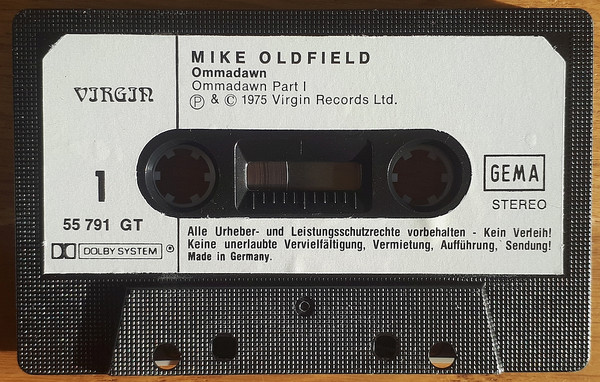 MIKE OLDFIELD
Ommadawn
Ommadawn Part I
Ⓟ & © 1975 Virgin Records Ltd.
VIRGIN
1
55 791 GT
DOLBY SYSTEM ®
GEMA
STEREO
Alle Urheber- und Leistungsschutzrechte vorbehalten - Kein Verleih!
Keine unerlaubte Vervielfältigung, Vermietung, Aufführung, Sendung!
Made in Germany.